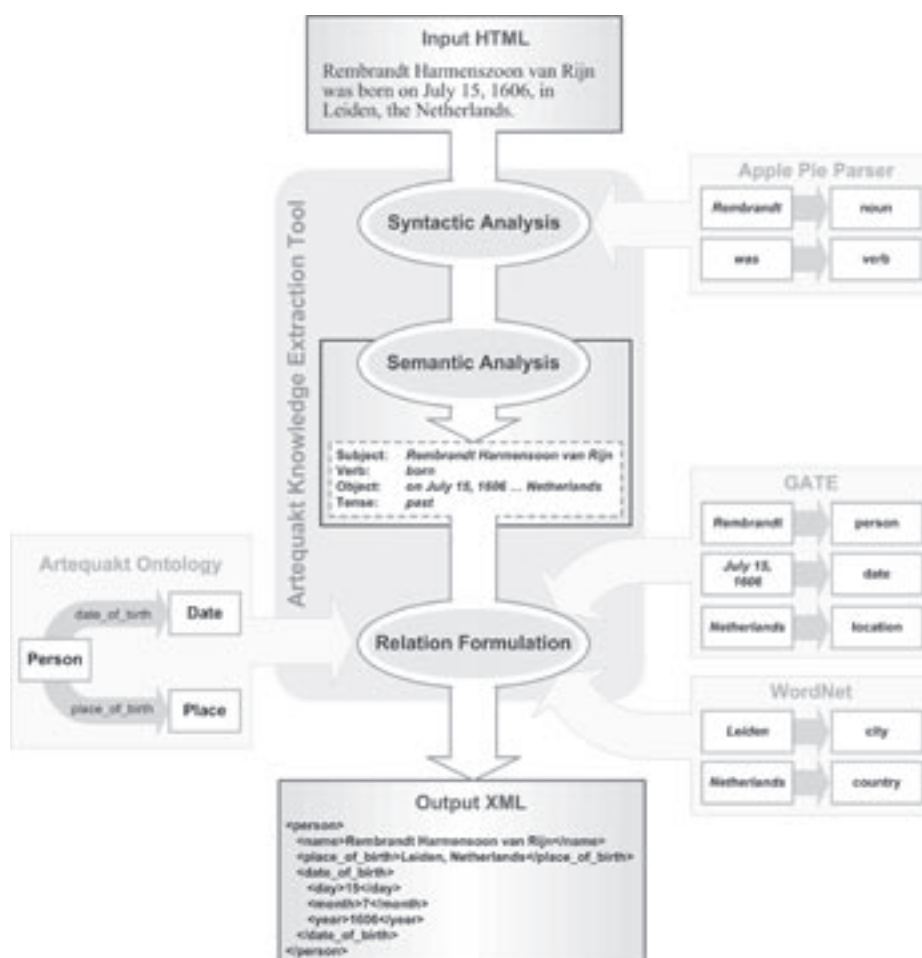 Input HTML
Rembrandt Harmenszoon van Rijn
was born on July 15, 1606, in
Leiden, the Netherlands.
Artequakt Knowledge Extraction Tool
Syntactic Analysis
Apple Pie Parser
Rembrandt noun
was verb
Semantic Analysis
Subject: Rembrandt Harmensoon van Rijn
Verb: born
Object: on July 15, 1606 ... Netherlands
Tense: past
GATE
Rembrandt person
July 15,
1606 date
Netherlands location
Artequakt Ontology
date_of_birth Date
Person
place_of_birth Place
Relation Formulation
WordNet
Leiden city
Netherlands country
Output XML
<person>
<name>Rembrandt Harmensoon van Rijn</name>
<place_of_birth>Leiden, Netherlands</place_of_birth>
<date_of_birth>
<day>15</day>
<month>7</month>
<year>1606</year>
</date_of_birth>
</person>